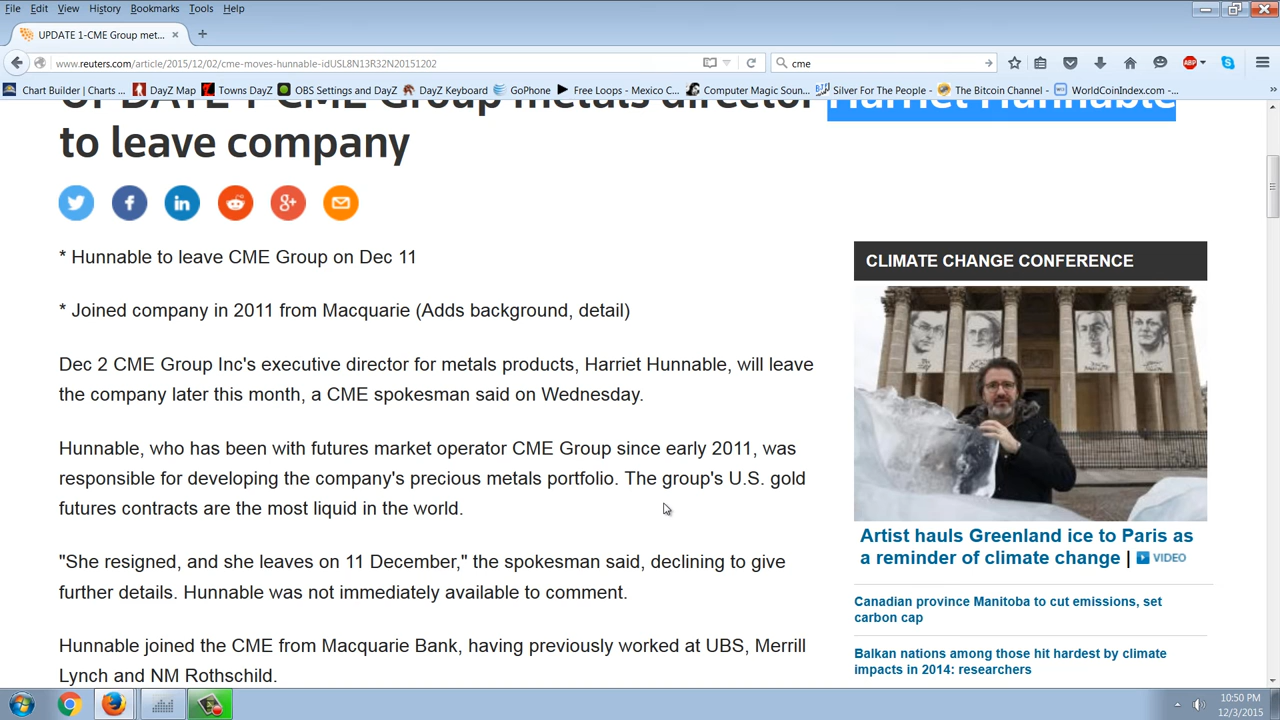 File Edit View History Bookmarks Tools Help
UPDATE 1-CME Group met... × +
www.reuters.com/article/2015/12/02/cme-moves-hunnable-idUSL8N13R32N20151202
cme
Chart Builder | Charts ... DayZ Map Towns DayZ OBS Settings and DayZ DayZ Keyboard GoPhone Free Loops - Mexico C... Computer Magic Soun... Silver For The People - ... The Bitcoin Channel - ... WorldCoinIndex.com - ... »
UPDATE 1-CME Group metals director Harriet Hunnable
to leave company
* Hunnable to leave CME Group on Dec 11
* Joined company in 2011 from Macquarie (Adds background, detail)
Dec 2 CME Group Inc's executive director for metals products, Harriet Hunnable, will leave
the company later this month, a CME spokesman said on Wednesday.
Hunnable, who has been with futures market operator CME Group since early 2011, was
responsible for developing the company's precious metals portfolio. The group's U.S. gold
futures contracts are the most liquid in the world.
"She resigned, and she leaves on 11 December," the spokesman said, declining to give
further details. Hunnable was not immediately available to comment.
Hunnable joined the CME from Macquarie Bank, having previously worked at UBS, Merrill
Lynch and NM Rothschild.
CLIMATE CHANGE CONFERENCE
Artist hauls Greenland ice to Paris as
a reminder of climate change | VIDEO
Canadian province Manitoba to cut emissions, set
carbon cap
Balkan nations among those hit hardest by climate
impacts in 2014: researchers
10:50 PM
12/3/2015